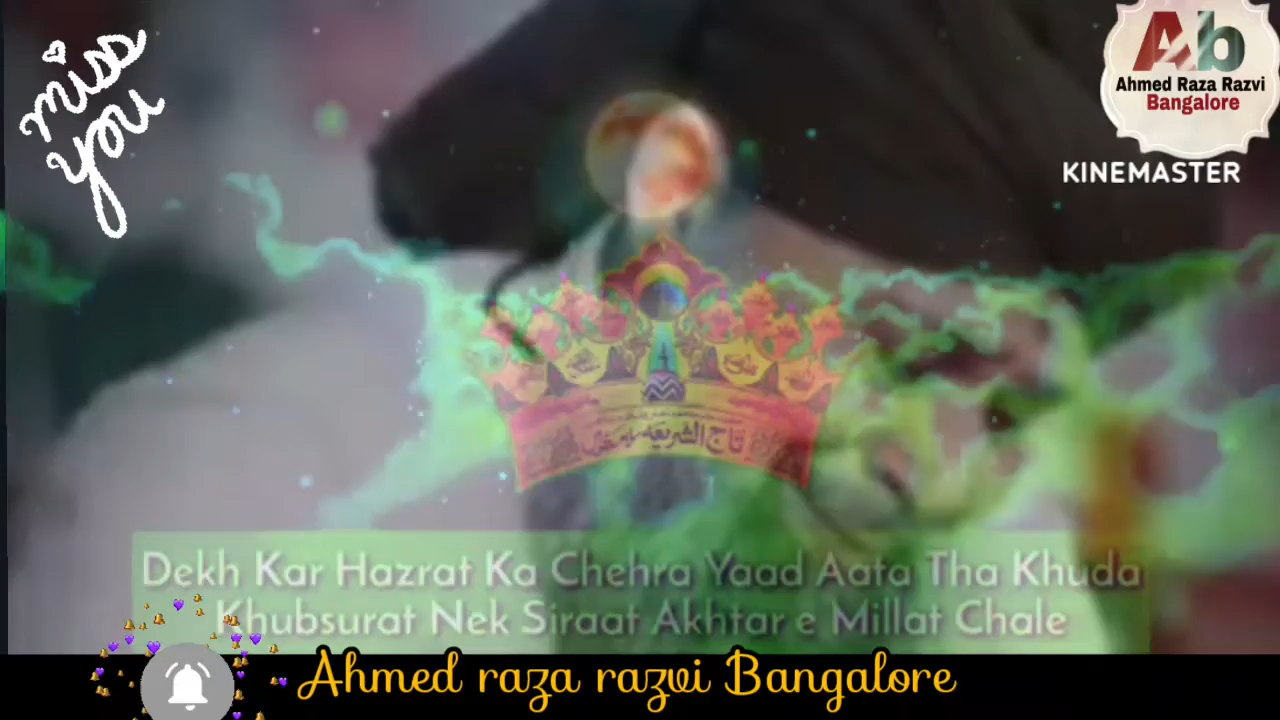 miss
you
Ab
Ahmed Raza Razvi
Bangalore
KINEMASTER
تاج الشریعہ
Dekh Kar Hazrat Ka Chehra Yaad Aata Tha Khuda
Khubsurat Nek Siraat Akhtar e Millat Chale
Ahmed raza razvi Bangalore